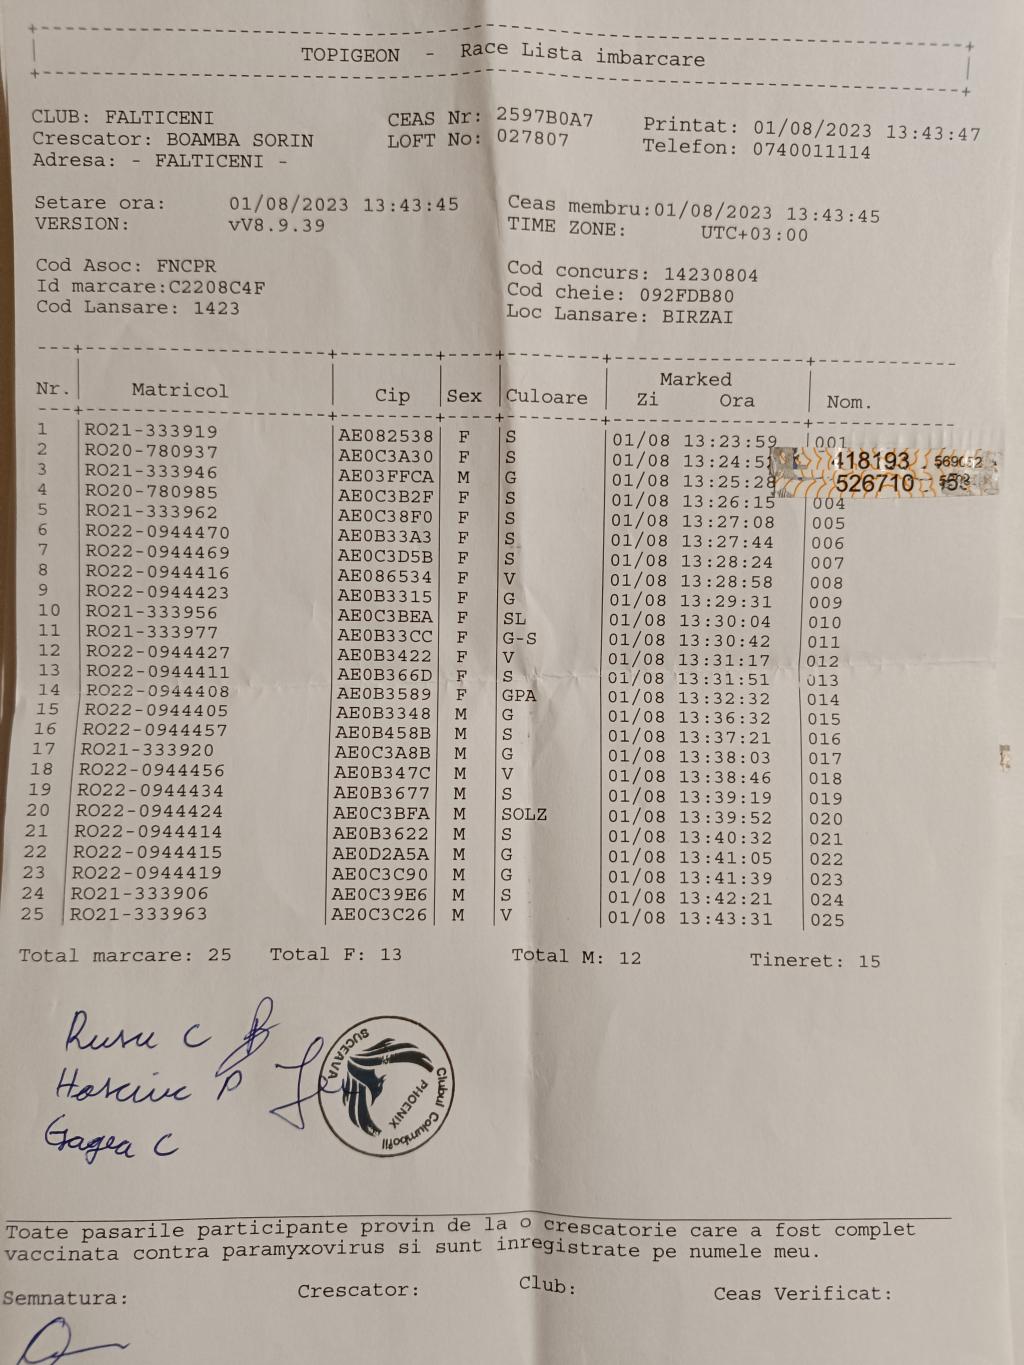 TOPIGEON - Race Lista imbarcare
CLUB: FALTICENI CEAS Nr: 2597B0A7 Printat: 01/08/2023 13:43:47
Crescator: BOAMBA SORIN LOFT No: 027807 Telefon: 0740011114
Adresa: - FALTICENI -
Setare ora: 01/08/2023 13:43:45 Ceas membru:01/08/2023 13:43:45
VERSION: vV8.9.39 TIME ZONE: UTC+03:00
Cod Asoc: FNCPR Cod concurs: 14230804
Id marcare:C2208C4F Cod cheie: 092FDB80
Cod Lansare: 1423 Loc Lansare: BIRZAI
Nr. Matricol Cip Sex Culoare Marked Zi Ora Nom.
1 RO21-333919 AE082538 F S 01/08 13:23:59 001
2 RO20-780937 AE0C3A30 F S 01/08 13:24:5 418193
3 RO21-333946 AE03FFCA M G 01/08 13:25:28 526710
4 RO20-780985 AE0C3B2F F S 01/08 13:26:15 004
5 RO21-333962 AE0C38F0 F S 01/08 13:27:08 005
6 RO22-0944470 AE0B33A3 F S 01/08 13:27:44 006
7 RO22-0944469 AE0C3D5B F S 01/08 13:28:24 007
8 RO22-0944416 AE086534 F V 01/08 13:28:58 008
9 RO22-0944423 AE0B3315 F G 01/08 13:29:31 009
10 RO21-333956 AE0C3BEA F SL 01/08 13:30:04 010
11 RO21-333977 AE0B33CC F G-S 01/08 13:30:42 011
12 RO22-0944427 AE0B3422 F V 01/08 13:31:17 012
13 RO22-0944411 AE0B366D F S 01/08 13:31:51 013
14 RO22-0944408 AE0B3589 F GPA 01/08 13:32:32 014
15 RO22-0944405 AE0B3348 M G 01/08 13:36:32 015
16 RO22-0944457 AE0B458B M S 01/08 13:37:21 016
17 RO21-333920 AE0C3A8B M G 01/08 13:38:03 017
18 RO22-0944456 AE0B347C M V 01/08 13:38:46 018
19 RO22-0944434 AE0B3677 M S 01/08 13:39:19 019
20 RO22-0944424 AE0C3BFA M SOLZ 01/08 13:39:52 020
21 RO22-0944414 AE0B3622 M S 01/08 13:40:32 021
22 RO22-0944415 AE0D2A5A M G 01/08 13:41:05 022
23 RO22-0944419 AE0C3C90 M G 01/08 13:41:39 023
24 RO21-333906 AE0C39E6 M S 01/08 13:42:21 024
25 RO21-333963 AE0C3C26 M V 01/08 13:43:31 025
Total marcare: 25 Total F: 13 Total M: 12 Tineret: 15
Rusu C
P
Gagea C
Clubul Columbofil
PHOENIX
SUCEAVA
Toate pasarile participante provin de la o crescatorie care a fost complet
vaccinata contra paramyxovirus si sunt inregistrate pe numele meu.
Semnatura: Crescator: Club: Ceas Verificat: